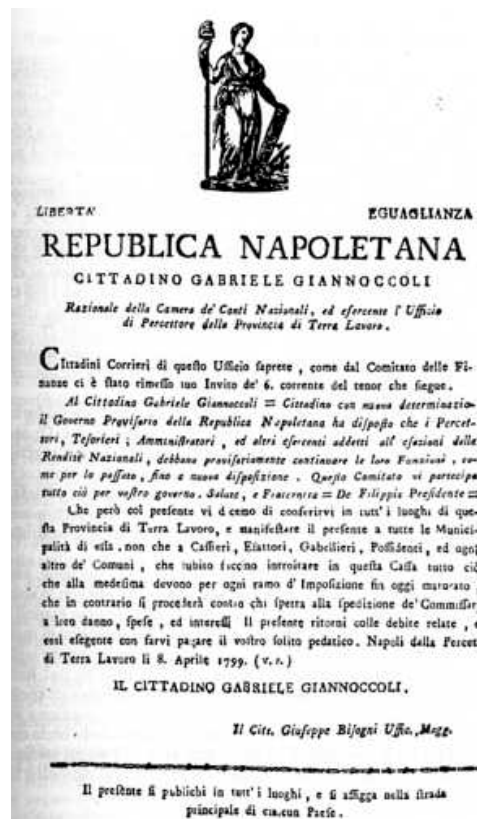 LIBERTA' EGUAGLIANZA
REPUBLICA NAPOLETANA
CITTADINO GABRIELE GIANNOCCOLI
Razionale della Camera de' Conti Nazionali, ed eſercente l' Ufficio
di Percettore della Provincia di Terra Lavoro.
CIttadini Corrieri di queſto Ufficio ſaprete, come dal Comitato delle Fi-
nanze ci è ſtato rimeſſo suo Invito de' 6. corrente del tenor che ſiegue.
Al Cittadino Gabriele Giannoccoli = Cittadino con nuova determinazio-
il Governo Proviſorio della Republica Napoletana ha diſpoſto che i Percet-
tori, Teſorieri; Amminiſtratori, ed altri eſercenti addetti all' eſazioni delle
Rendite Nazionali, debbano proviſoriamente continuare le loro Funzioni, co-
me per lo paſſato, fino a nuova diſpoſizione. Queſto Comitato vi partecipa
tutto ciò per voſtro governo. Salute, e Fraternità = De Filippis Preſidente =
Che però col preſente vi dicemo di conferirvi in tutt' i luoghi di que-
ſta Provincia di Terra Lavoro, e manifeſtare il preſente a tutte le Munici-
palità di eſſa, non che a Caſſieri, Eſattori, Gabellieri, Poſſidenti, ed ogni
altro de' Comuni, che ſubito faccino introitare in queſta Caſſa tutto ciò
che alla medeſima devono per ogni ramo d' Impoſizione fin oggi maturato,
che in contrario ſi procederà contro chi ſpetta alla ſpedizione de' Commiſſar
a loro danno, ſpeſe, ed intereſſi Il preſente ritorni colle debite relate, e
così eſegente con farvi pagare il voſtro ſolito pedatico. Napoli dalla Percet
di Terra Lavoro li 8. Aprile 1799. (v. s.)
IL CITTADINO GABRIELE GIANNOCCOLI.
Il Citt. Giuſeppe Biſogni Uffic. Magg.
Il preſente ſi publichi in tutt' i luoghi, e ſi affigga nella ſtrada
principale di ciaſcun Paeſe.